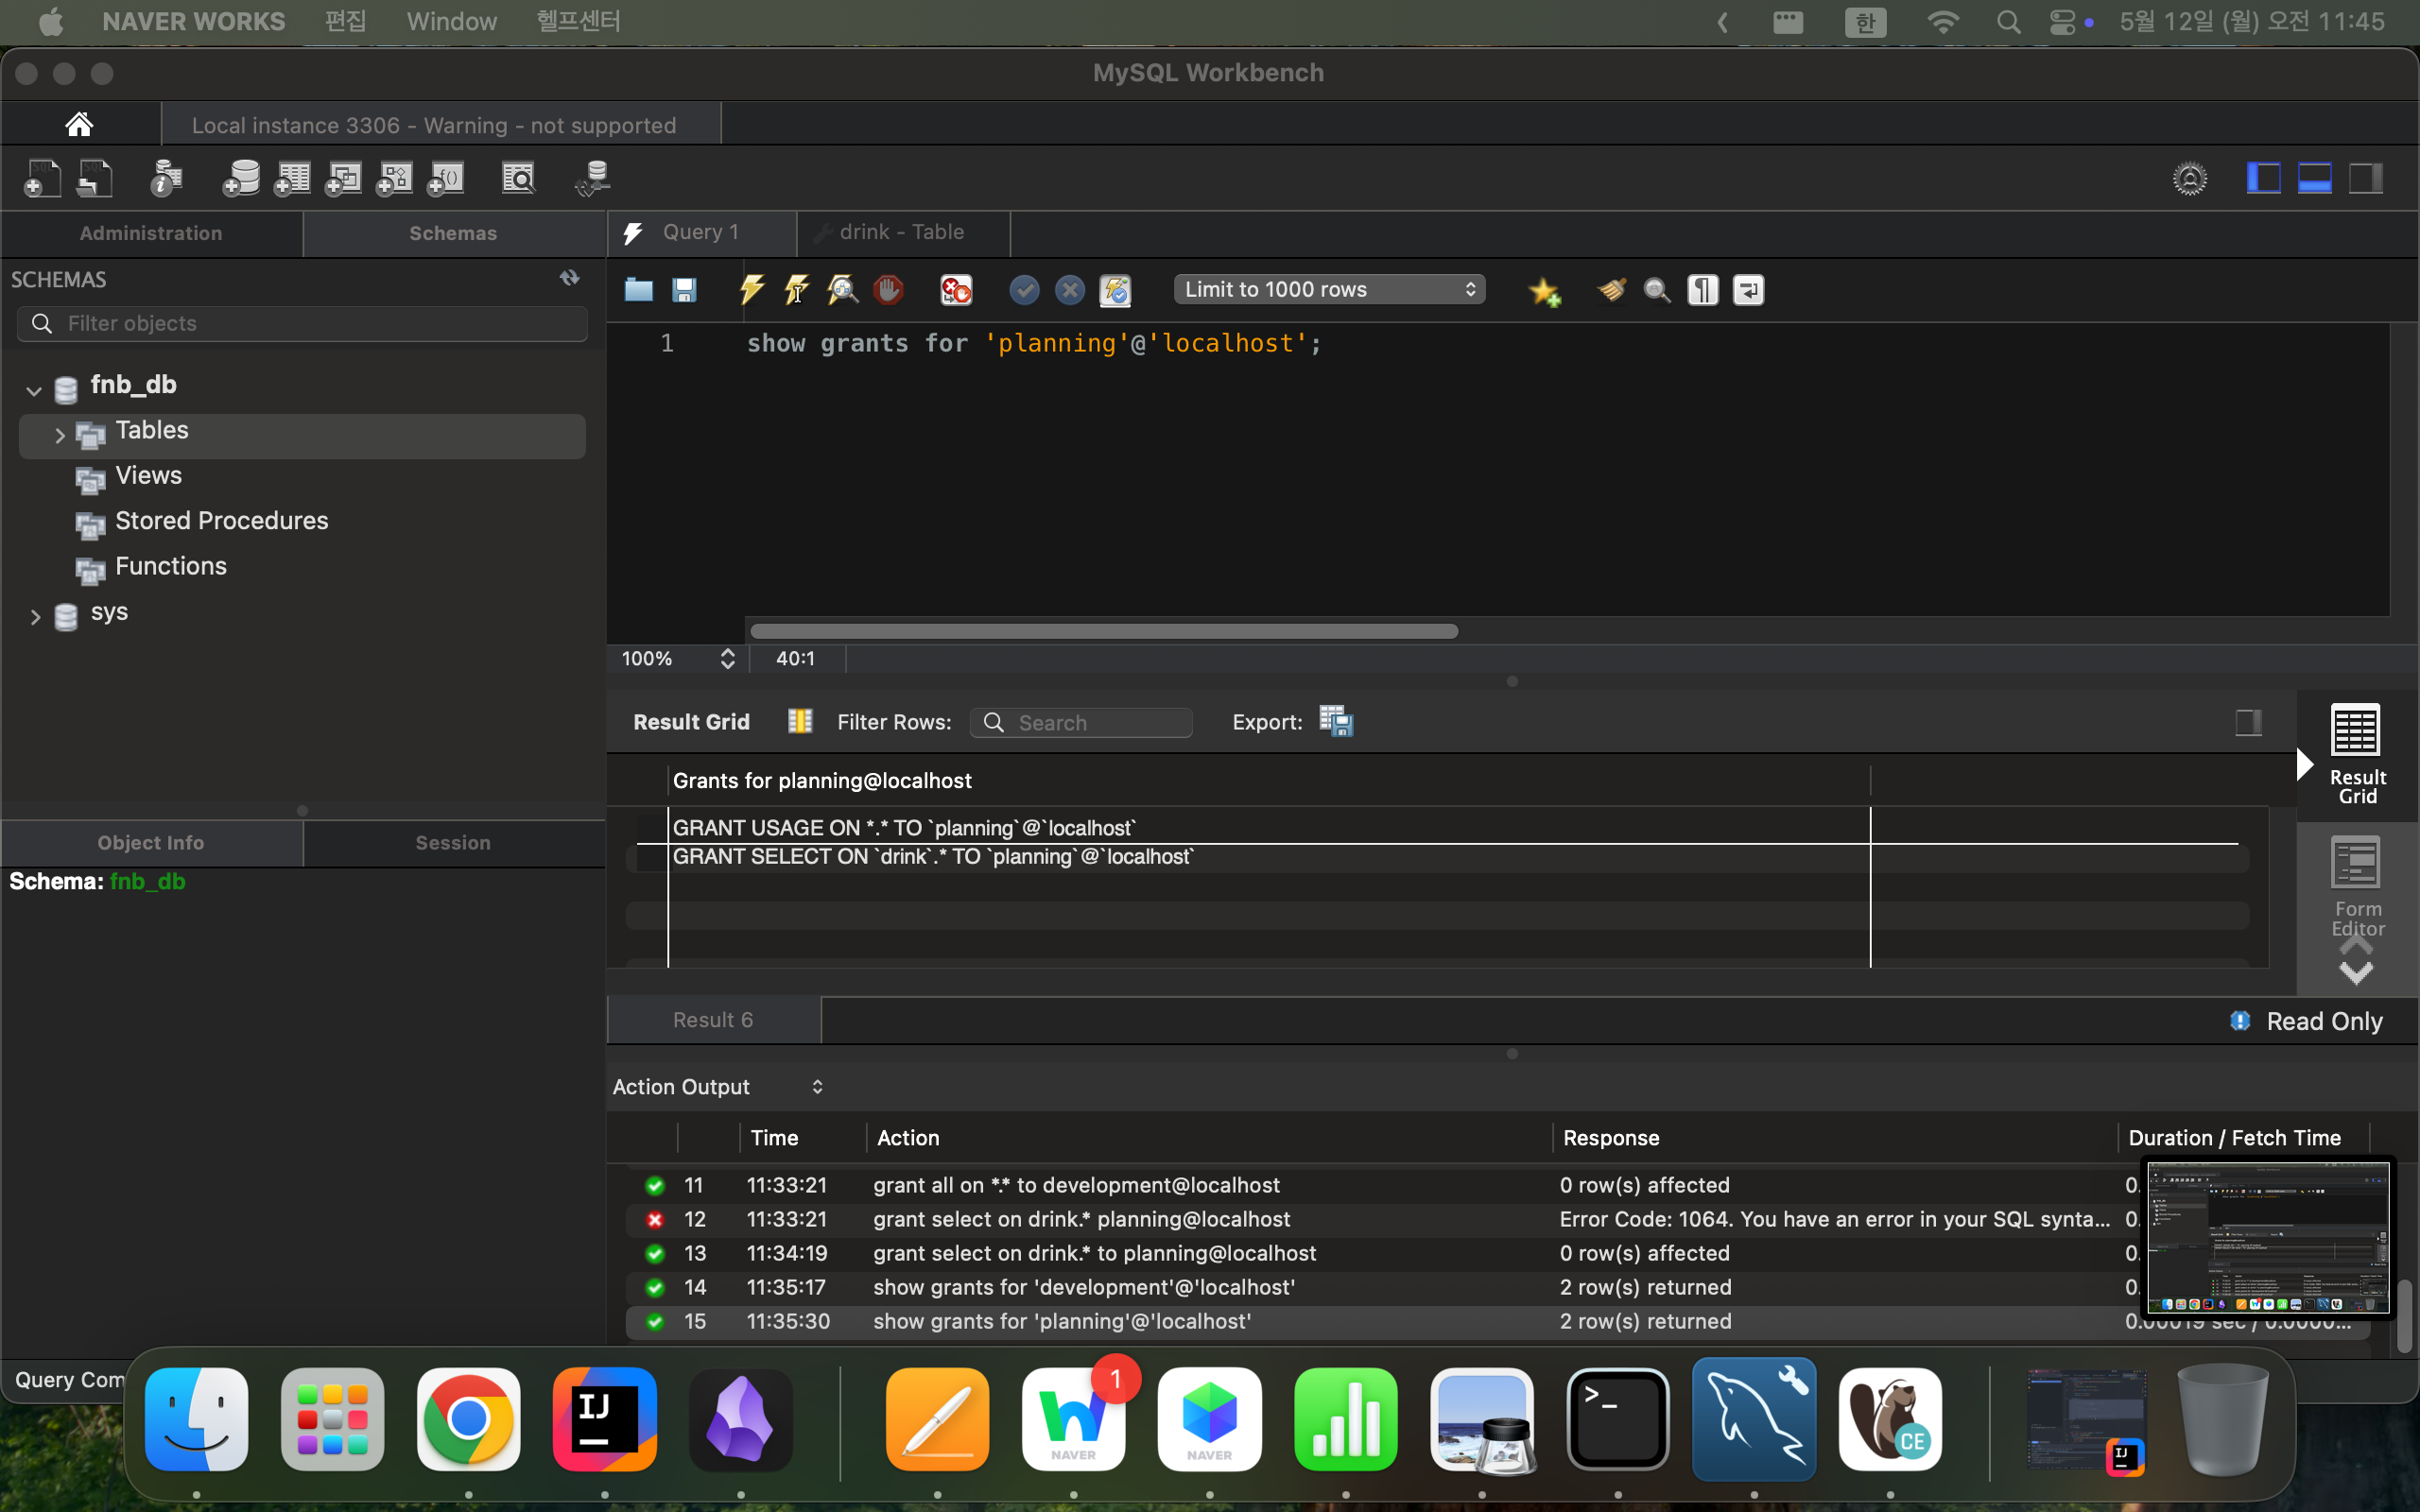 NAVER WORKS 편집 Window 헬프센터 한 5월 12일 (월) 오전 11:45
MySQL Workbench
Local instance 3306 - Warning - not supported
Administration Schemas Query 1 drink - Table
SCHEMAS
Filter objects
Limit to 1000 rows
1 show grants for 'planning'@'localhost';
fnb_db
Tables
Views
Stored Procedures
Functions
sys
100% 40:1
Result Grid Filter Rows: Search Export:
Grants for planning@localhost
GRANT USAGE ON *.* TO `planning`@`localhost`
GRANT SELECT ON `drink`.* TO `planning`@`localhost`
Result
Grid
Form
Editor
Object Info Session
Schema: fnb_db
Result 6 Read Only
Action Output
Time Action Response Duration / Fetch Time
11 11:33:21 grant all on *.* to development@localhost 0 row(s) affected 0.
12 11:33:21 grant select on drink.* planning@localhost Error Code: 1064. You have an error in your SQL synta... 0.
13 11:34:19 grant select on drink.* to planning@localhost 0 row(s) affected 0.
14 11:35:17 show grants for 'development'@'localhost' 2 row(s) returned 0.
15 11:35:30 show grants for 'planning'@'localhost' 2 row(s) returned 0.00019 sec / 0.0000...
Query Com
IJ
NAVER
1
NAVER
>_
CE
IJ